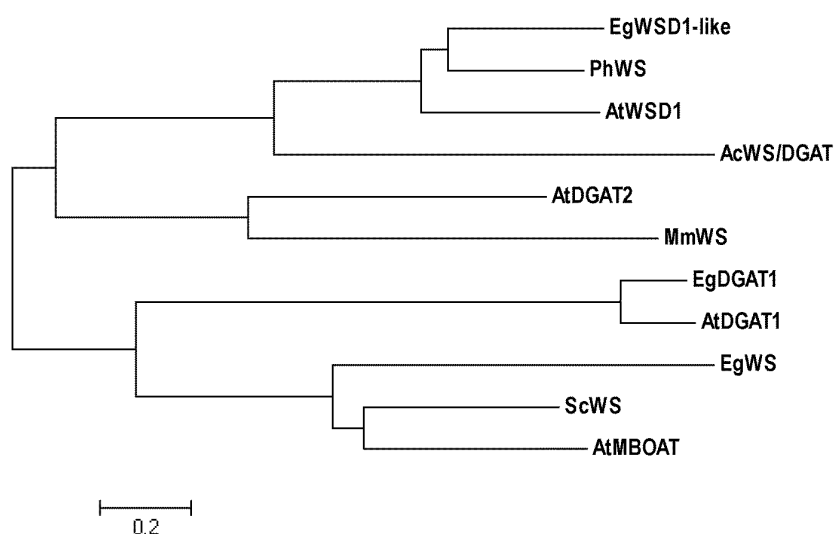 EgWSD1-like
PhWS
AtWSD1
AcWS/DGAT
AtDGAT2
MmWS
EgDGAT1
AtDGAT1
EgWS
ScWS
AtMBOAT
0.2